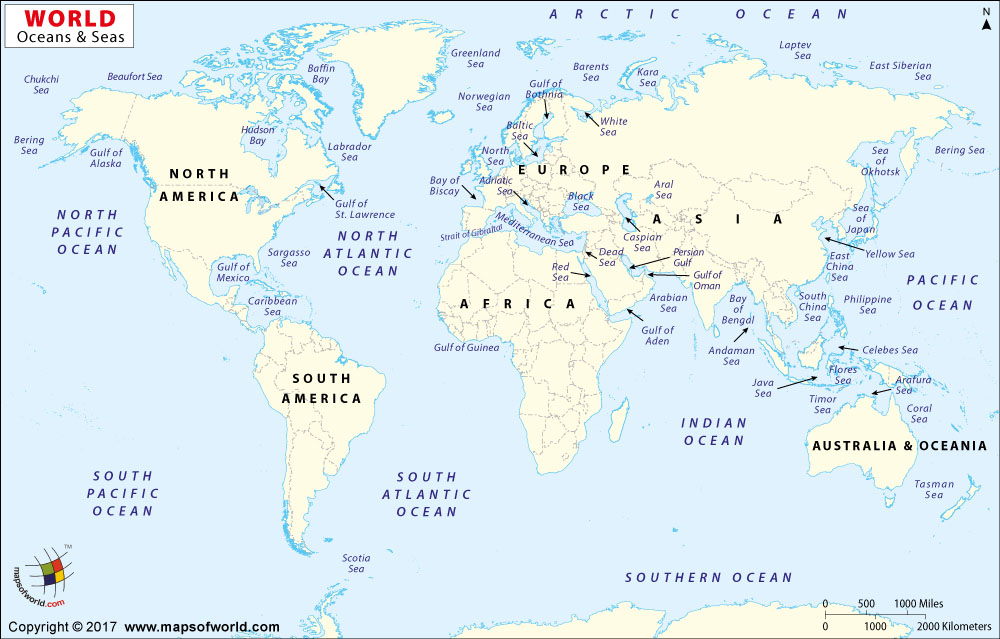 WORLD
Oceans & Seas
ARCTIC OCEAN
N
Greenland
Sea
Laptev
Sea
Baffin
Bay
Barents
Sea
Kara
Sea
East Siberian
Sea
Chukchi
Sea
Beaufort Sea
Gulf of
Bothnia
Norwegian
Sea
White
Sea
Baltic
Sea
Hudson
Bay
Bering
Sea
Gulf of
Alaska
Labrador
Sea
North
Sea
Sea
of
Okhotsk
Bering Sea
NORTH
AMERICA
EUROPE
Bay of
Biscay
Adriatic
Sea
Black
Sea
Aral
Sea
Gulf of
St. Lawrence
NORTH
PACIFIC
OCEAN
NORTH
ATLANTIC
OCEAN
Strait of Gibraltar
Mediterranean Sea
ASIA
Caspian
Sea
Sea
of
Japan
Yellow Sea
East
China
Sea
Sargasso
Sea
Gulf of
Mexico
Dead
Sea
Persian
Gulf
Red
Sea
Gulf of
Oman
PACIFIC
OCEAN
Caribbean
Sea
AFRICA
Arabian
Sea
Bay
of
Bengal
South
China
Sea
Philippine
Sea
Gulf of
Aden
Gulf of Guinea
Andaman
Sea
Celebes Sea
SOUTH
AMERICA
Java
Sea
Flores
Sea
Arafura
Sea
Timor
Sea
Coral
Sea
INDIAN
OCEAN
AUSTRALIA & OCEANIA
SOUTH
PACIFIC
OCEAN
SOUTH
ATLANTIC
OCEAN
Tasman
Sea
Scotia
Sea
SOUTHERN OCEAN
TM
mapsofworld.com
0 500 1000 Miles
0 1000 2000 Kilometers
Copyright © 2017 www.mapsofworld.com